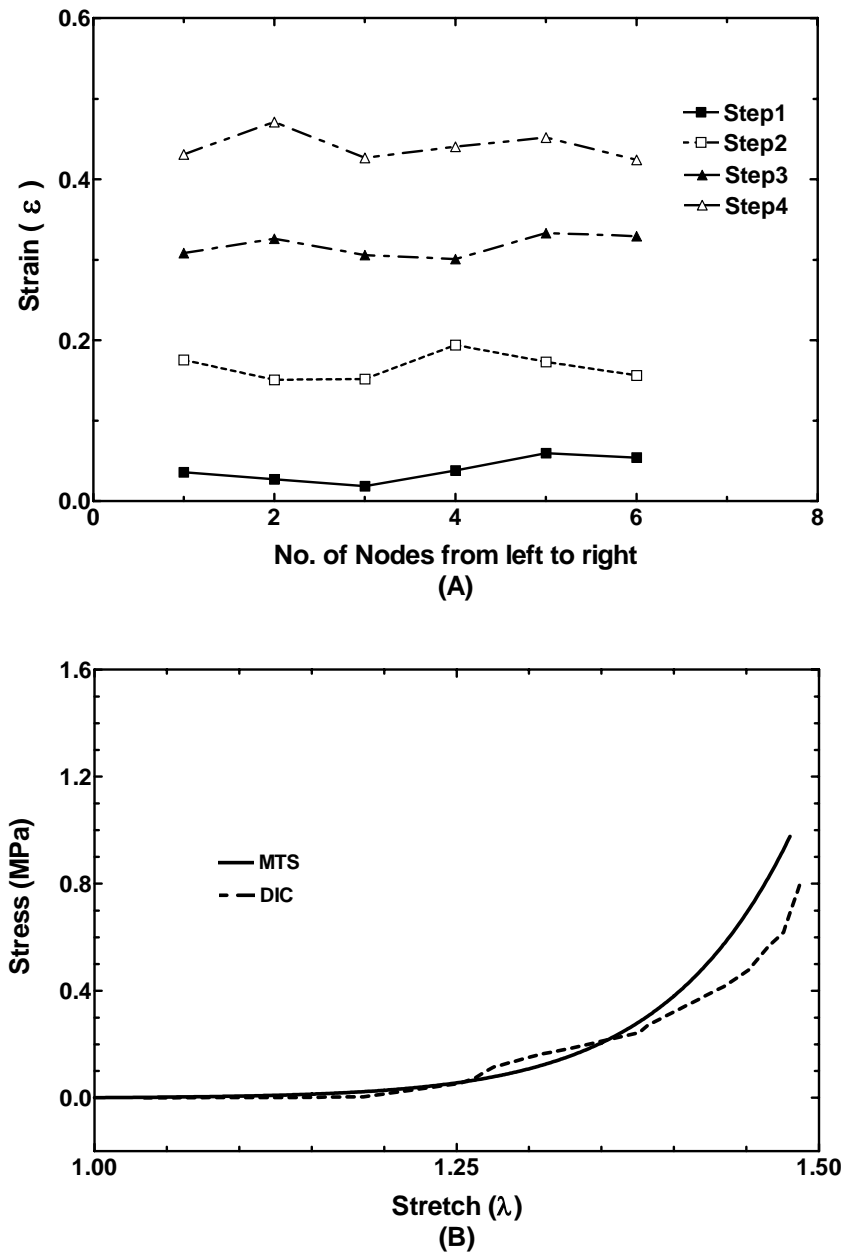 0.6
Step1
Step2
Step3
Step4
0.4
Strain ( ε )
0.2
0.0
0
2
4
6
8
No. of Nodes from left to right
(A)
1.6
1.2
MTS
DIC
0.8
Stress (MPa)
0.4
0.0
1.00
1.25
1.50
Stretch (λ)
(B)